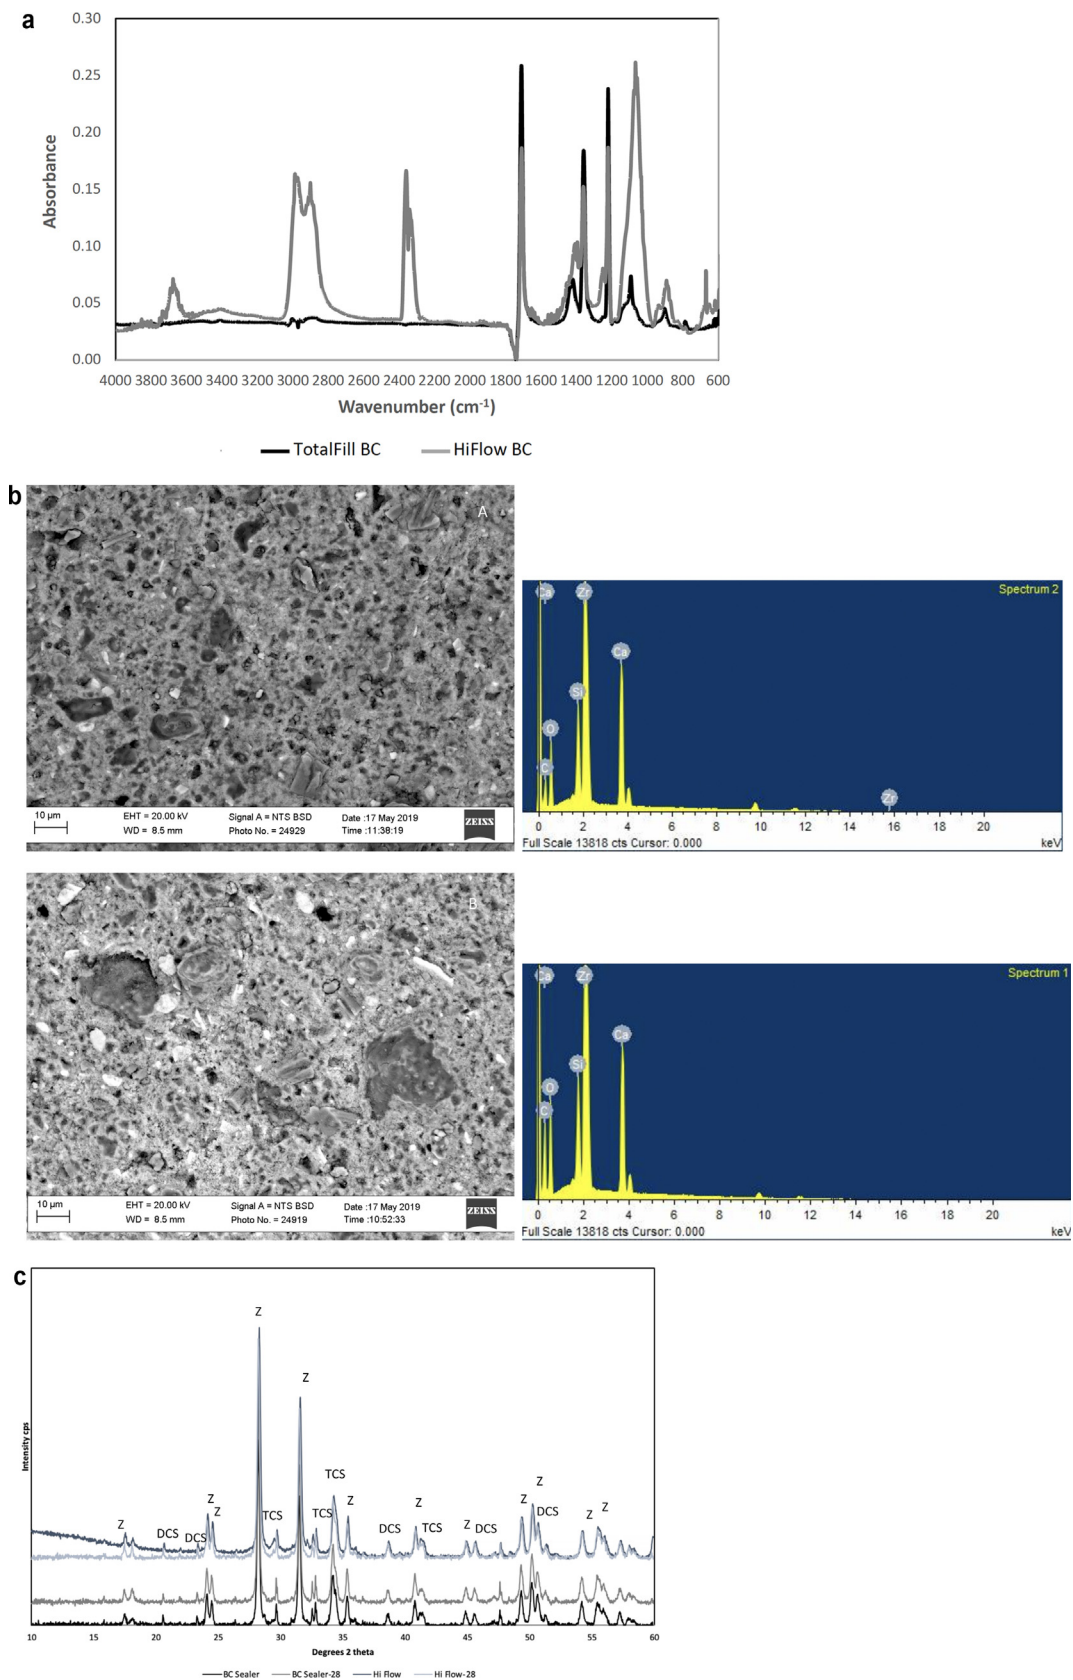 a
0.30
0.25
0.20
0.15
0.10
0.05
0.00
Absorbance
4000 3800 3600 3400 3200 3000 2800 2600 2400 2200 2000 1800 1600 1400 1200 1000 800 600
Wavenumber (cm-1)
TotalFill BC HiFlow BC
b
A
10 µm
EHT = 20.00 kV Signal A = NTS BSD Date :17 May 2019
WD = 8.5 mm Photo No. = 24929 Time :11:38:19
ZEISS
Spectrum 2
Ca Zr
Ca
Si
O
C
Zr
0 2 4 6 8 10 12 14 16 18 20
Full Scale 13818 cts Cursor: 0.000 keV
B
10 µm
EHT = 20.00 kV Signal A = NTS BSD Date :17 May 2019
WD = 8.5 mm Photo No. = 24919 Time :10:52:33
ZEISS
Spectrum 1
Ca Zr
Ca
Si
O
C
0 2 4 6 8 10 12 14 16 18 20
Full Scale 13818 cts Cursor: 0.000 keV
c
Intensity cps
Z
Z
TCS
Z Z
Z DCS DCS TCS TCS Z DCS Z TCS Z DCS Z Z DCS Z Z
10 15 20 25 30 35 40 45 50 55 60
Degrees 2 theta
BC Sealer BC Sealer-28 Hi Flow Hi Flow-28